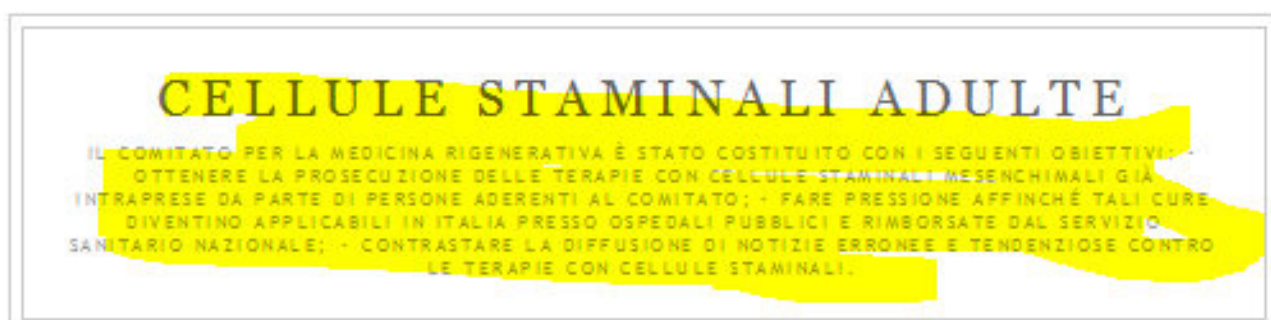 CELLULE STAMINALI ADULTE
IL COMITATO PER LA MEDICINA RIGENERATIVA È STATO COSTITUITO CON I SEGUENTI OBIETTIVI: -
OTTENERE LA PROSECUZIONE DELLE TERAPIE CON CELLULE STAMINALI MESENCHIMALI GIÀ
INTRAPRESE DA PARTE DI PERSONE ADERENTI AL COMITATO; - FARE PRESSIONE AFFINCHÉ TALI CURE
DIVENTINO APPLICABILI IN ITALIA PRESSO OSPEDALI PUBBLICI E RIMBORSATE DAL SERVIZIO
SANITARIO NAZIONALE; - CONTRASTARE LA DIFFUSIONE DI NOTIZIE ERRONEE E TENDENZIOSE CONTRO
LE TERAPIE CON CELLULE STAMINALI.